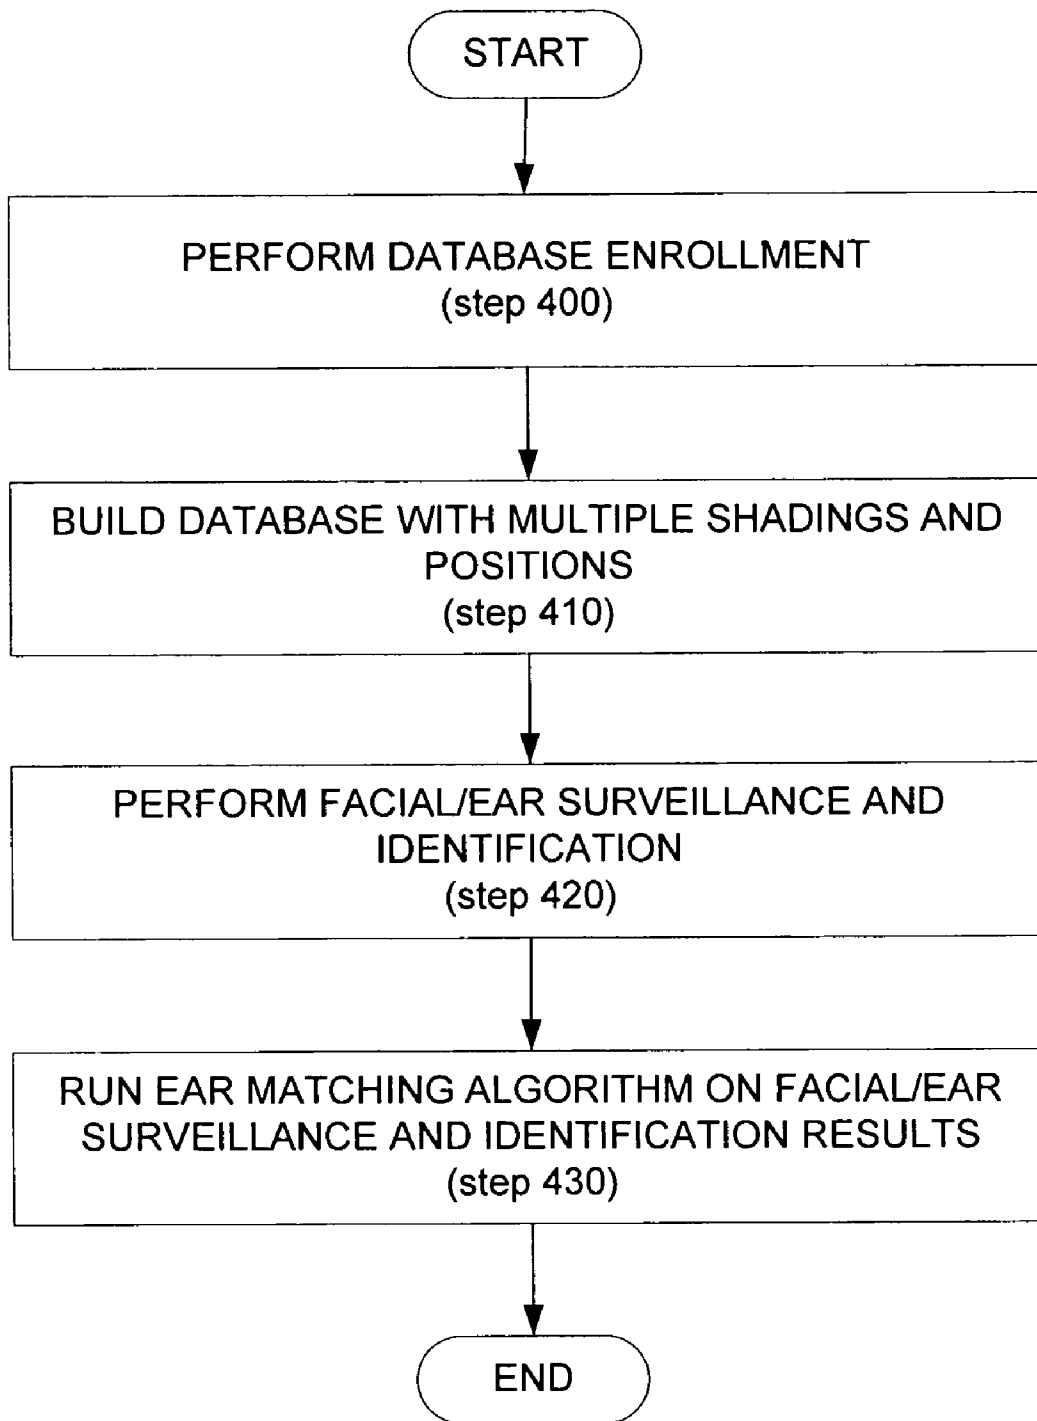 START
PERFORM DATABASE ENROLLMENT
(step 400)
BUILD DATABASE WITH MULTIPLE SHADINGS AND
POSITIONS
(step 410)
PERFORM FACIAL/EAR SURVEILLANCE AND
IDENTIFICATION
(step 420)
RUN EAR MATCHING ALGORITHM ON FACIAL/EAR
SURVEILLANCE AND IDENTIFICATION RESULTS
(step 430)
END